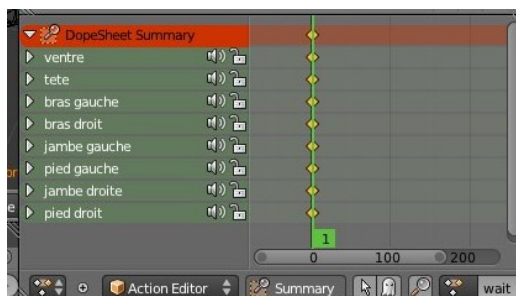 DopeSheet Summary
ventre
tete
bras gauche
bras droit
jambe gauche
pied gauche
jambe droite
pied droit
1
0 100 200
Action Editor Summary wait